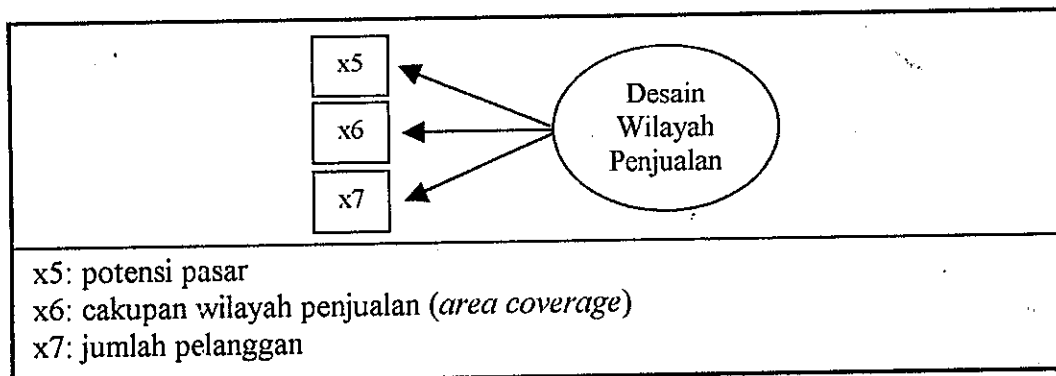 x5
x6
x7
Desain
Wilayah
Penjualan
x5: potensi pasar
x6: cakupan wilayah penjualan (area coverage)
x7: jumlah pelanggan